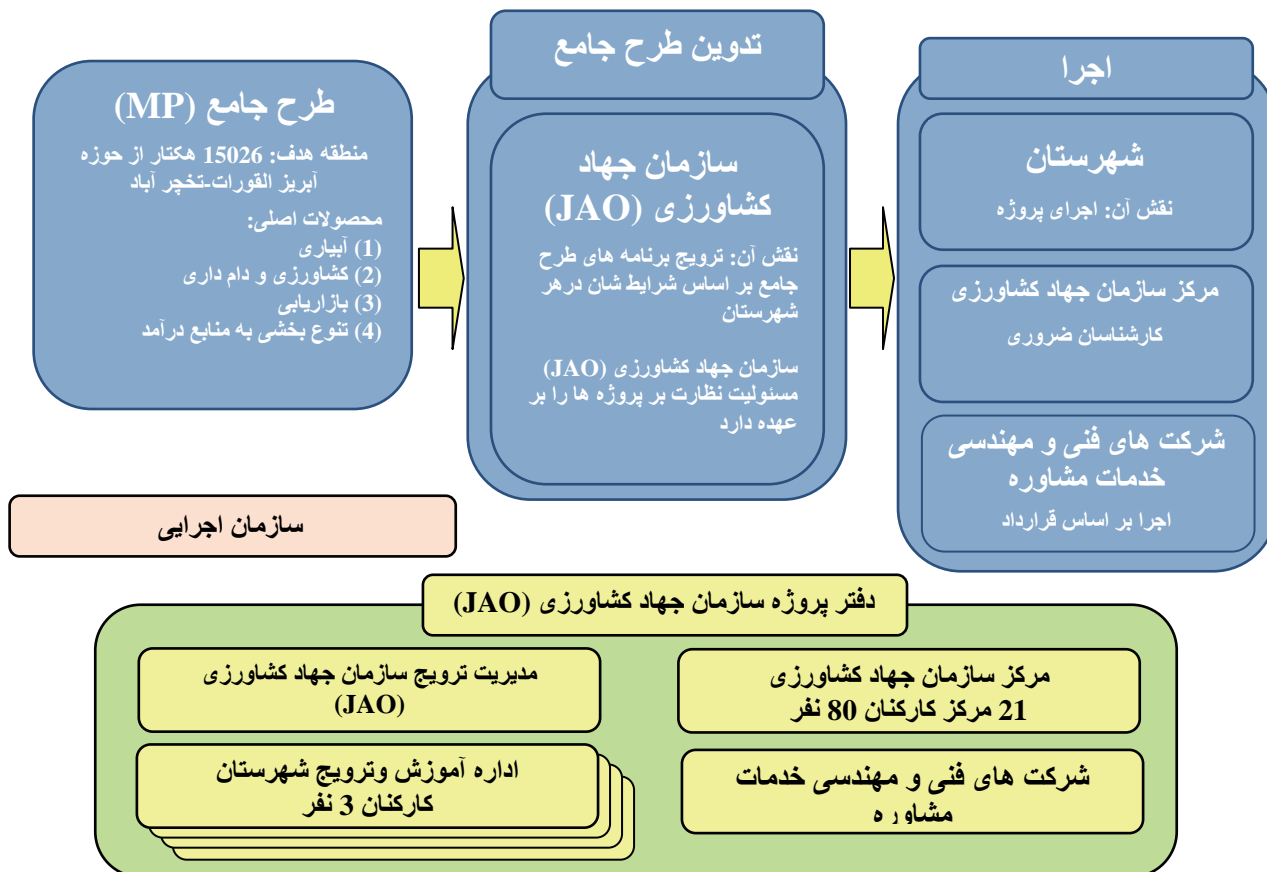 طرح جامع (MP)
منطقه هدف: 15026 هکتار از حوزه
آبریز القورات-تخچر آباد
محصولات اصلی:
(1) آبیاری
(2) کشاورزی و دام داری
(3) بازاریابی
(4) تنوع بخشی به منابع درآمد
تدوین طرح جامع
سازمان جهاد
کشاورزی (JAO)
نقش آن: ترویج برنامه های طرح
جامع بر اساس شرایط شان درهر
شهرستان
سازمان جهاد کشاورزی (JAO)
مسئولیت نظارت بر پروژه ها را بر
عهده دارد
اجرا
شهرستان
نقش آن: اجرای پروژه
مرکز سازمان جهاد کشاورزی
کارشناسان ضروری
شرکت های فنی و مهندسی
خدمات مشاوره
اجرا بر اساس قرارداد
سازمان اجرایی
دفتر پروژه سازمان جهاد کشاورزی (JAO)
مدیریت ترویج سازمان جهاد کشاورزی
(JAO)
مرکز سازمان جهاد کشاورزی
21 مرکز کارکنان 80 نفر
اداره آموزش وترویج شهرستان
کارکنان 3 نفر
شرکت های فنی و مهندسی خدمات
مشاوره